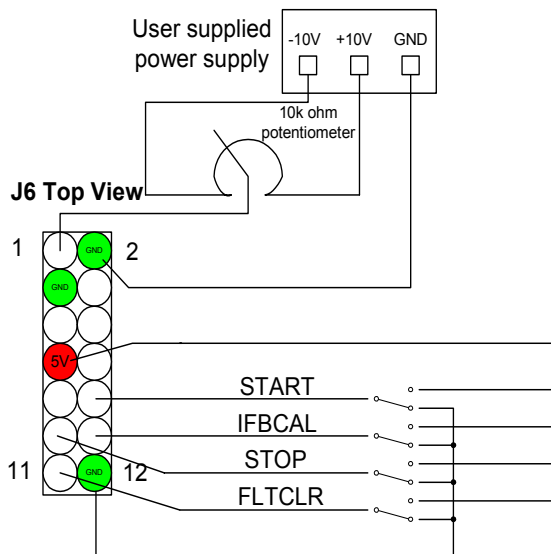 User supplied
power supply
-10V +10V GND
10k ohm
potentiometer
J6 Top View
1 GND 2
GND
5V
START
IFBCAL
STOP
11 GND 12
FLTCLR